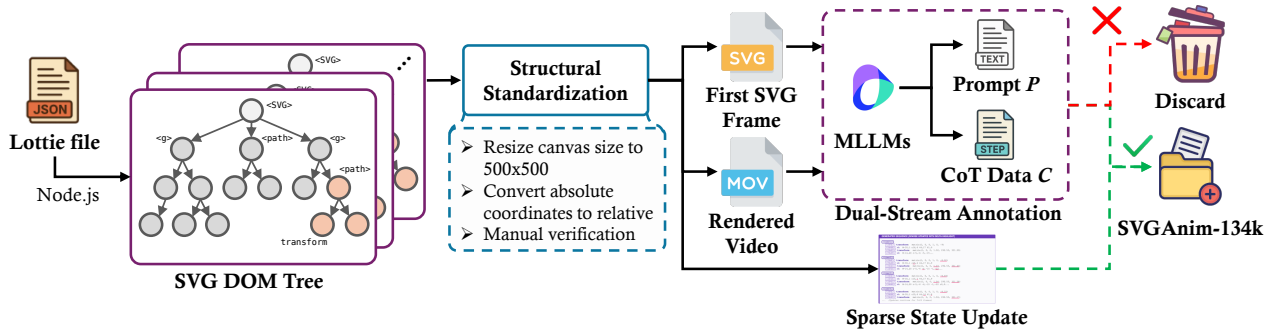 JSON
Lottie file
Node.js
<SVG>
<SVG>
<g>
<path>
<g>
<path>
transform
SVG DOM Tree
Structural
Standardization
➢ Resize canvas size to
500x500
➢ Convert absolute
coordinates to relative
➢ Manual verification
SVG
First SVG
Frame
MOV
Rendered
Video
MLLMs
TEXT
Prompt P
STEP
CoT Data C
Dual-Stream Annotation
Sparse State Update
Discard
SVGAnim-134k